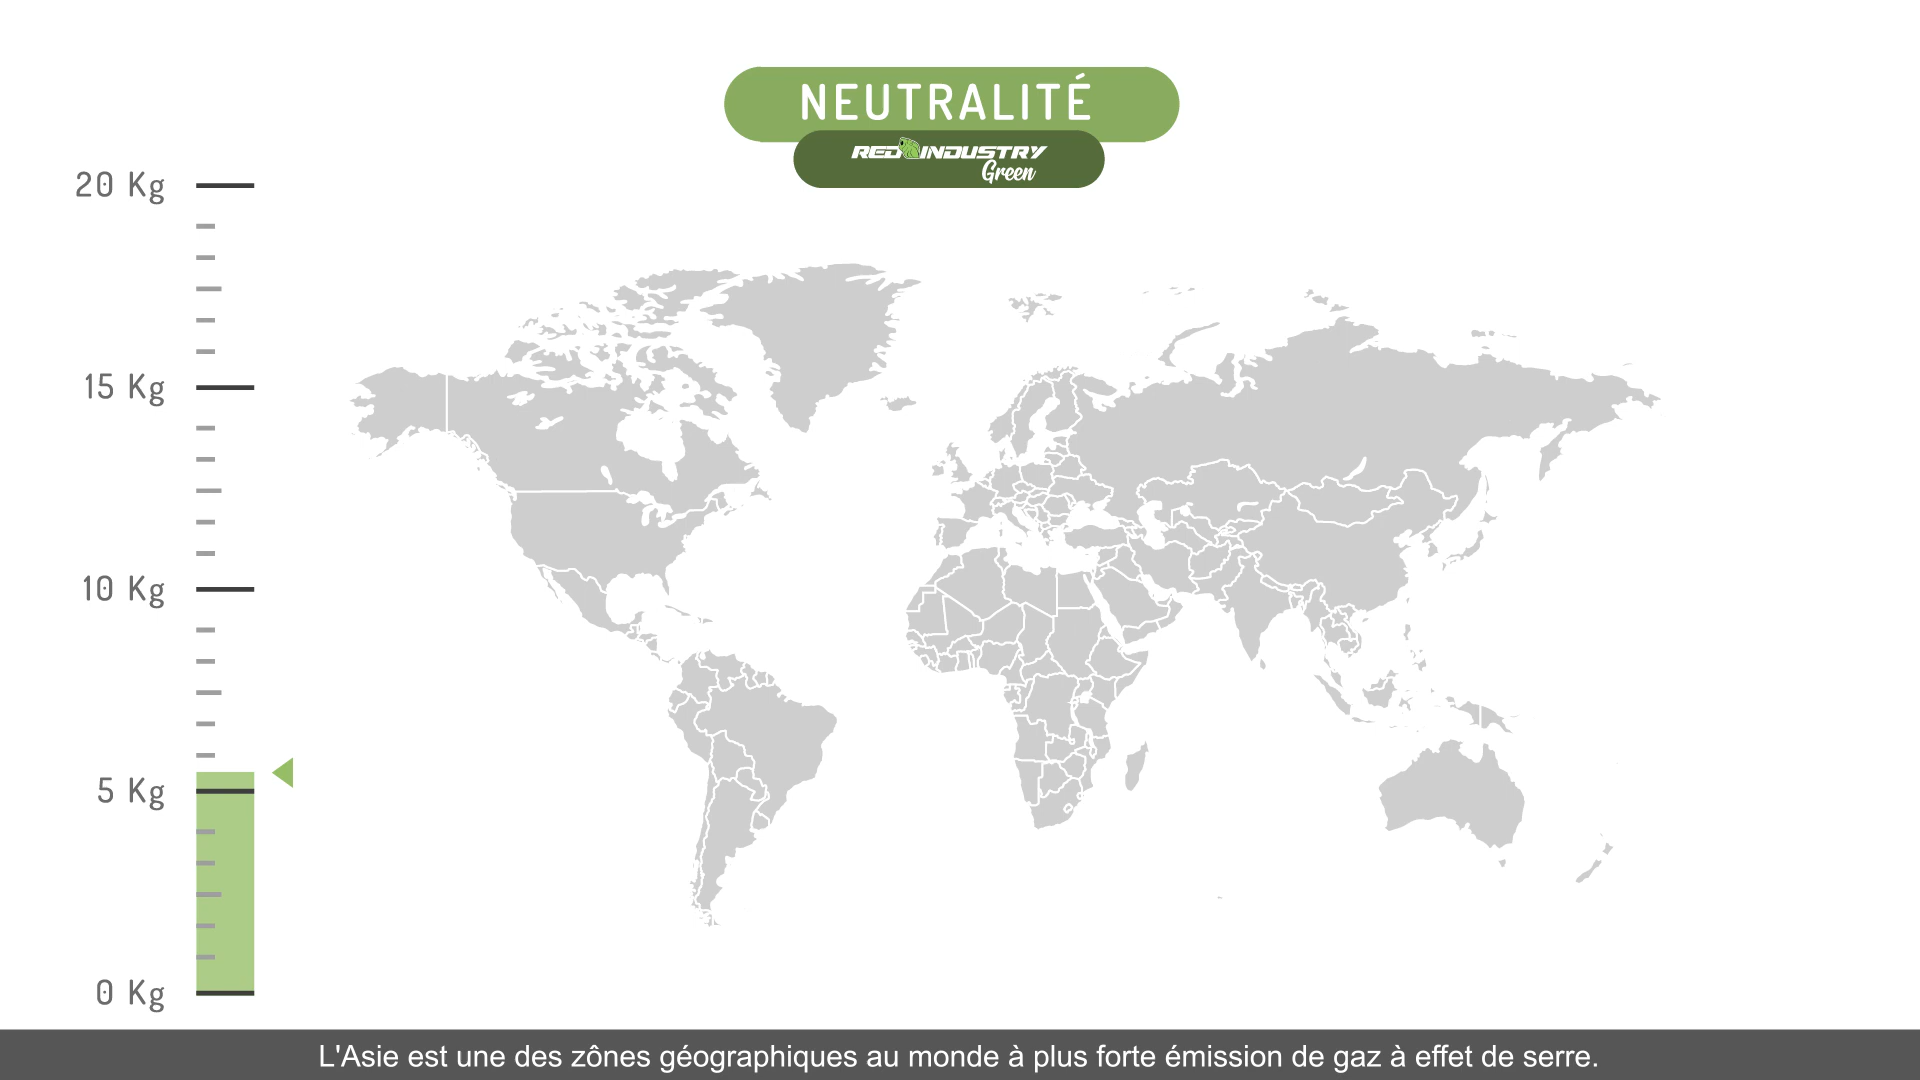 NEUTRALITÉ
RED INDUSTRY
Green
20 Kg
15 Kg
10 Kg
5 Kg
0 Kg
L'Asie est une des zônes géographiques au monde à plus forte émission de gaz à effet de serre.